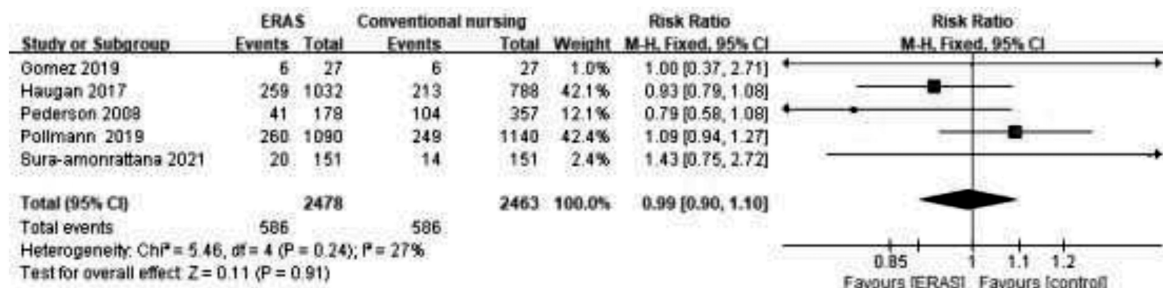 ERAS Conventional nursing Risk Ratio Risk Ratio
Study or Subgroup Events Total Events Total Weight M-H, Fixed, 95% CI M-H, Fixed, 95% CI
Gomez 2019 6 27 6 27 1.0% 1.00 [0.37, 2.71]
Haugan 2017 259 1032 213 788 42.1% 0.93 [0.79, 1.08]
Pederson 2008 41 178 104 357 12.1% 0.79 [0.58, 1.08]
Pollmann 2019 260 1090 249 1140 42.4% 1.09 [0.94, 1.27]
Sura-amonrattana 2021 20 151 14 151 2.4% 1.43 [0.75, 2.72]
Total (95% CI) 2478 2463 100.0% 0.99 [0.90, 1.10]
Total events 586 586
Heterogeneity: Chi² = 5.46, df = 4 (P = 0.24); I² = 27%
Test for overall effect: Z = 0.11 (P = 0.91)
0.85 1 1.1 1.2
Favours [ERAS] Favours [control]